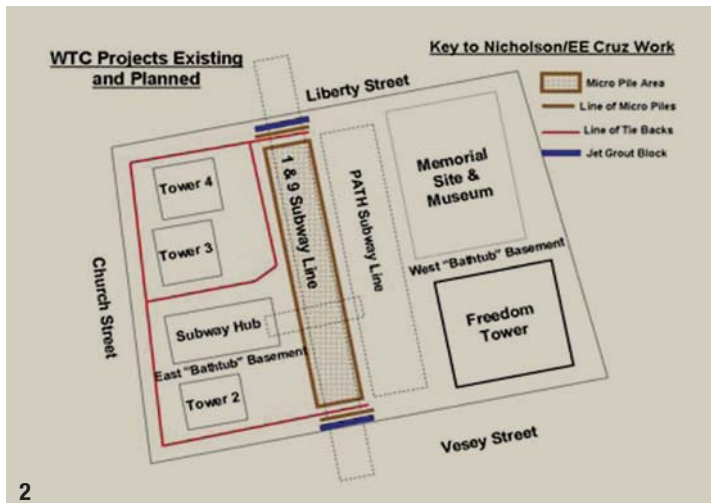 WTC Projects Existing
and Planned
Key to Nicholson/EE Cruz Work
Micro Pile Area
Line of Micro Piles
Line of Tie Backs
Jet Grout Block
Liberty Street
Church Street
Tower 4
Tower 3
Subway Hub
East "Bathtub" Basement
Tower 2
1 & 9 Subway Line
PATH Subway Line
Memorial
Site &
Museum
West "Bathtub" Basement
Freedom
Tower
Vesey Street
2